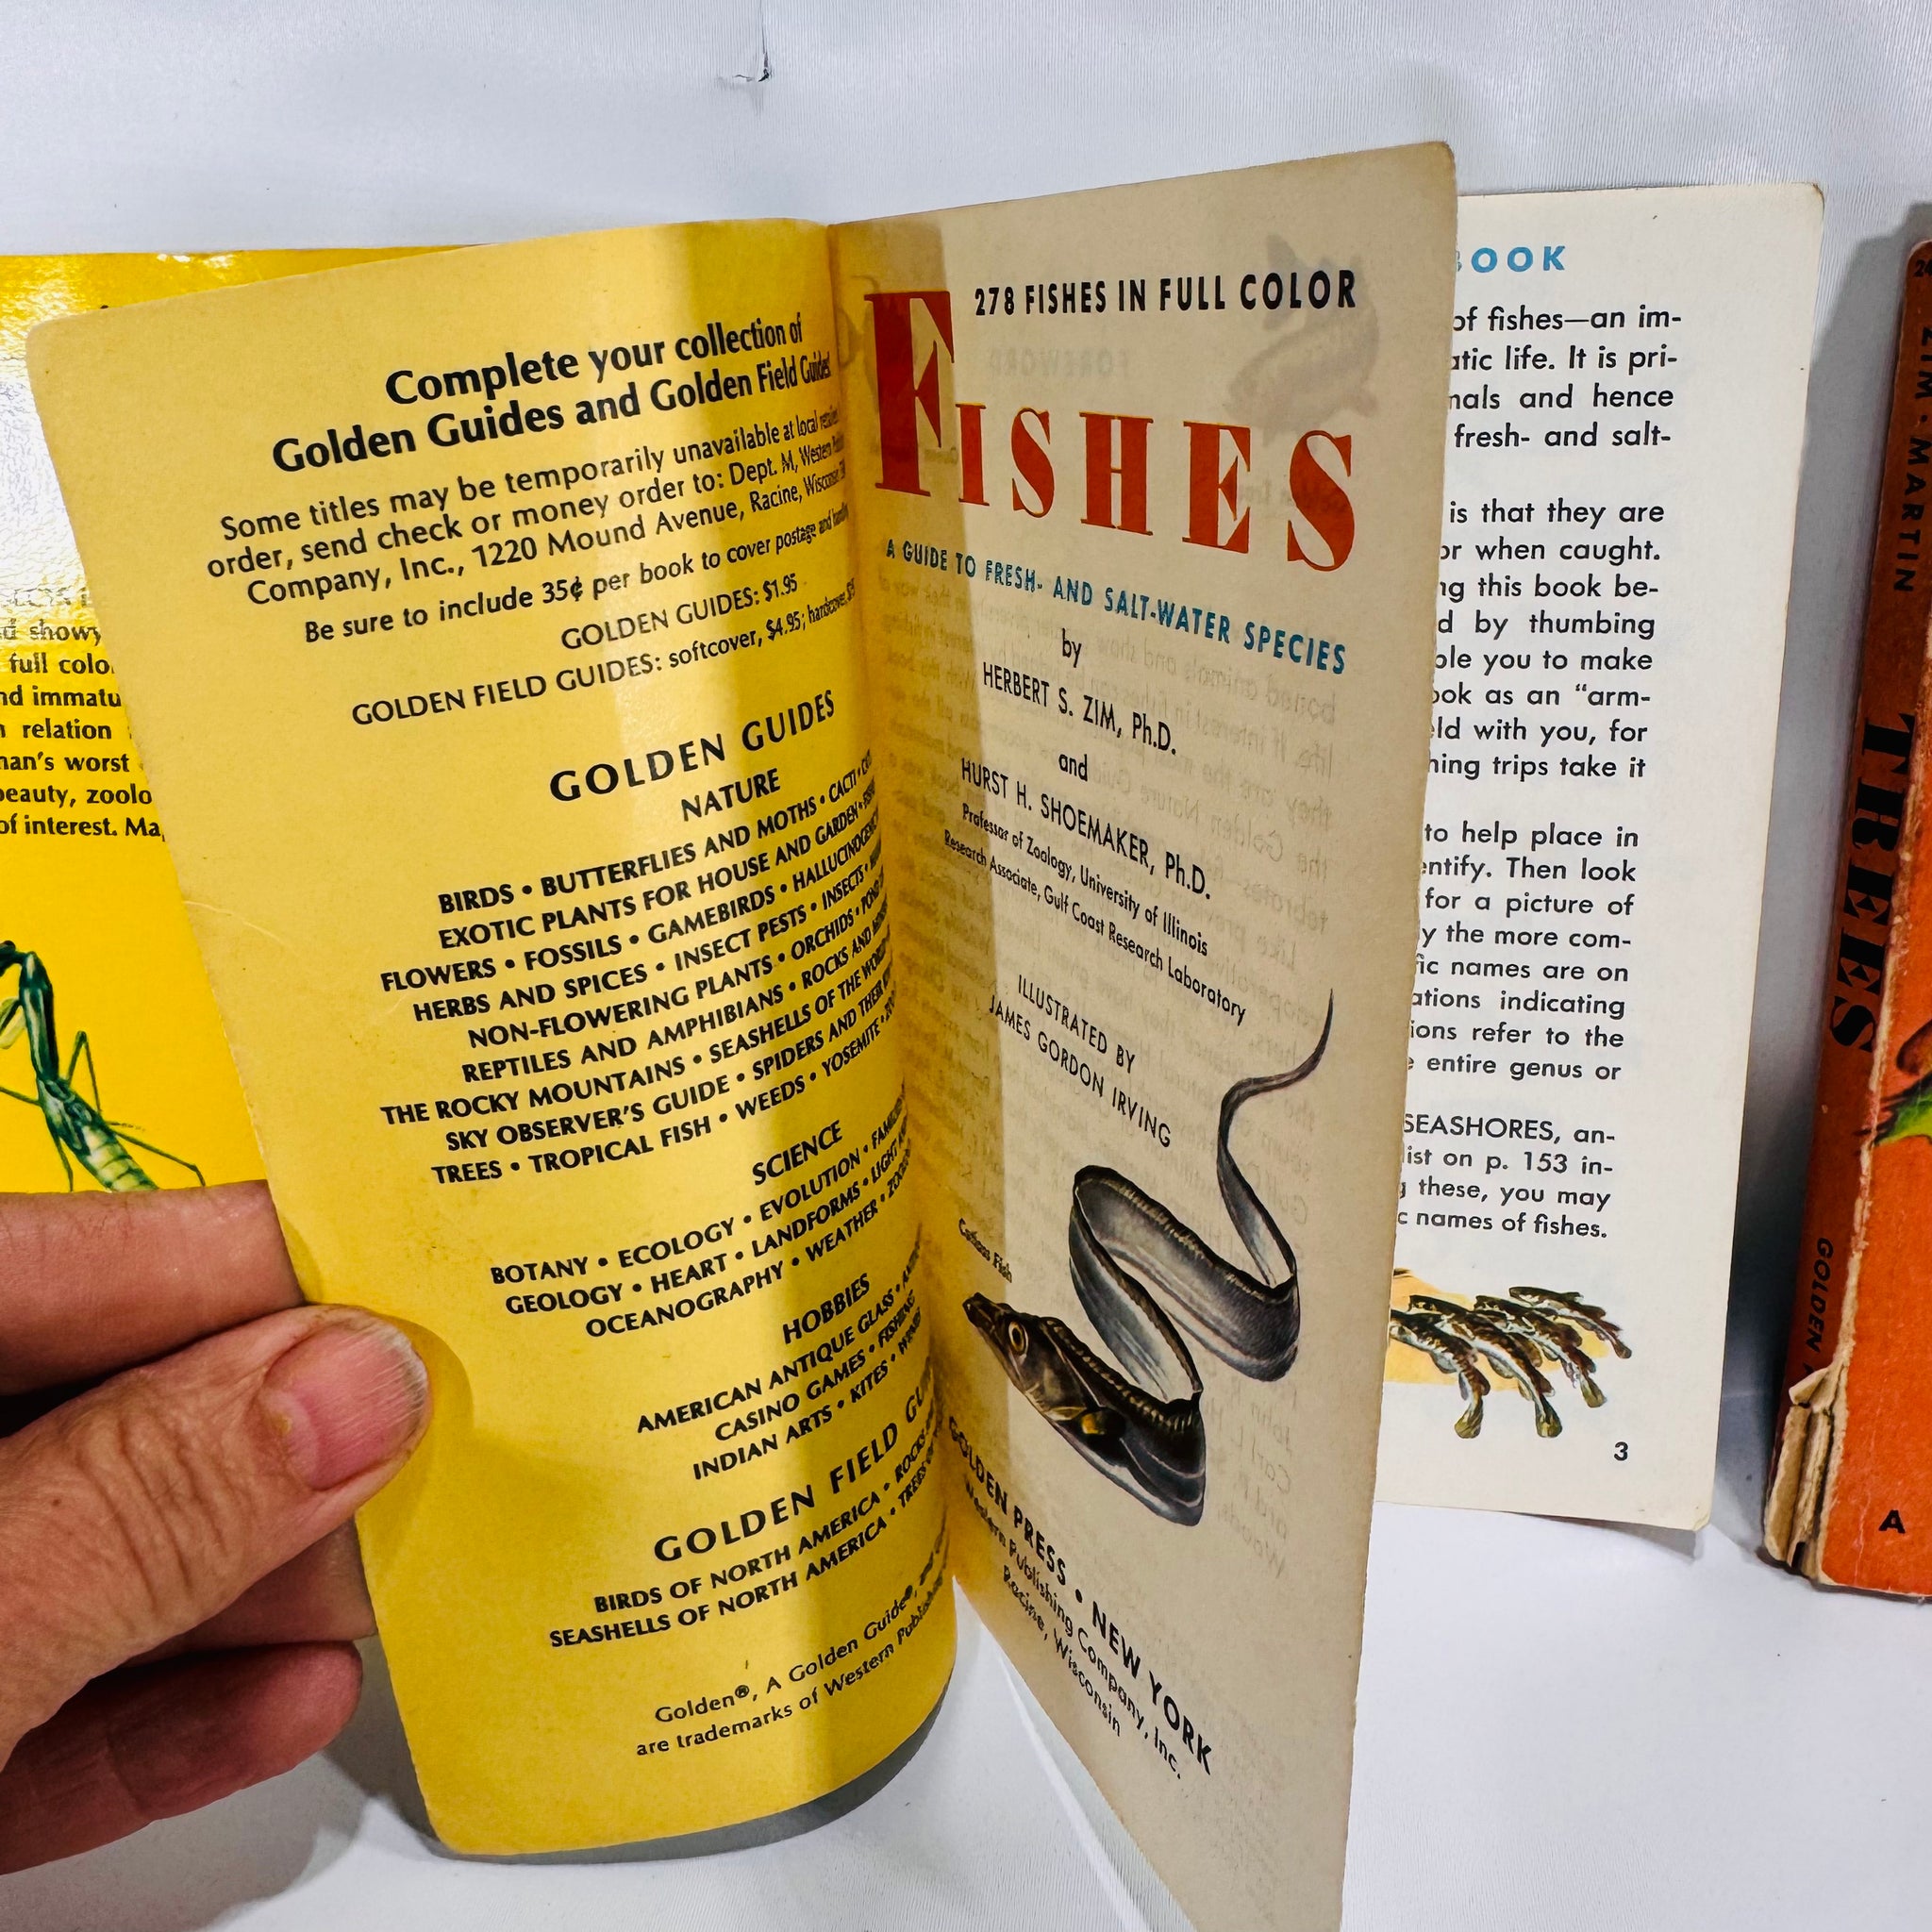 d showy
full colo
nd immatu
n relation
nan's worst
beauty, zoolo
of interest. Ma
Complete your collection of
Golden Guides and Golden Field Guides!
Some titles may be temporarily unavailable at local
order, send check or money order to: Dept. M, Western
Company, Inc., 1220 Mound Avenue, Racine, Wisconsin
Be sure to include 35¢ per book to cover postage and
GOLDEN GUIDES: $1.95
GOLDEN FIELD GUIDES: softcover, $4.95; hardcover,
GOLDEN GUIDES
NATURE
BIRDS • BUTTERFLIES AND MOTHS • CACTI •
EXOTIC PLANTS FOR HOUSE AND GARDEN •
FLOWERS • FOSSILS • GAMEBIRDS • HALLUCINOGENIC
HERBS AND SPICES • INSECT PESTS • INSECTS •
NON-FLOWERING PLANTS • ORCHIDS • POND
REPTILES AND AMPHIBIANS • ROCKS AND
THE ROCKY MOUNTAINS • SEASHELLS OF THE WORLD
SKY OBSERVER'S GUIDE • SPIDERS AND THEIR
TREES • TROPICAL FISH • WEEDS • YOSEMITE •
SCIENCE
BOTANY • ECOLOGY • EVOLUTION •
GEOLOGY • HEART • LANDFORMS • LIGHT
OCEANOGRAPHY • WEATHER •
HOBBIES
AMERICAN ANTIQUE GLASS •
CASINO GAMES • FISHING
INDIAN ARTS • KITES •
GOLDEN FIELD
BIRDS OF NORTH AMERICA • ROCKS
SEASHELLS OF NORTH AMERICA • TREES
Golden®, A Golden Guide®, and
are trademarks of Western
278 FISHES IN FULL COLOR
FISHES
A GUIDE TO FRESH- AND SALT-WATER SPECIES
by
HERBERT S. ZIM, Ph.D.
and
HURST H. SHOEMAKER, Ph.D.
Professor of Zoology, University of Illinois
Research Associate, Gulf Coast Research Laboratory
ILLUSTRATED BY
JAMES GORDON IRVING
Cutlass Fish
GOLDEN PRESS • NEW YORK
Western Publishing Company, Inc.
Racine, Wisconsin
BOOK
of fishes—an im-
atic life. It is pri-
mals and hence
fresh- and salt-
is that they are
or when caught.
ng this book be-
d by thumbing
ble you to make
ook as an "arm-
eld with you, for
hing trips take it
to help place in
entify. Then look
for a picture of
y the more com-
fic names are on
ations indicating
ions refer to the
e entire genus or
SEASHORES, an-
list on p. 153 in-
g these, you may
c names of fishes.
3
ZIM • MARTIN
TREES
GOLDEN
A